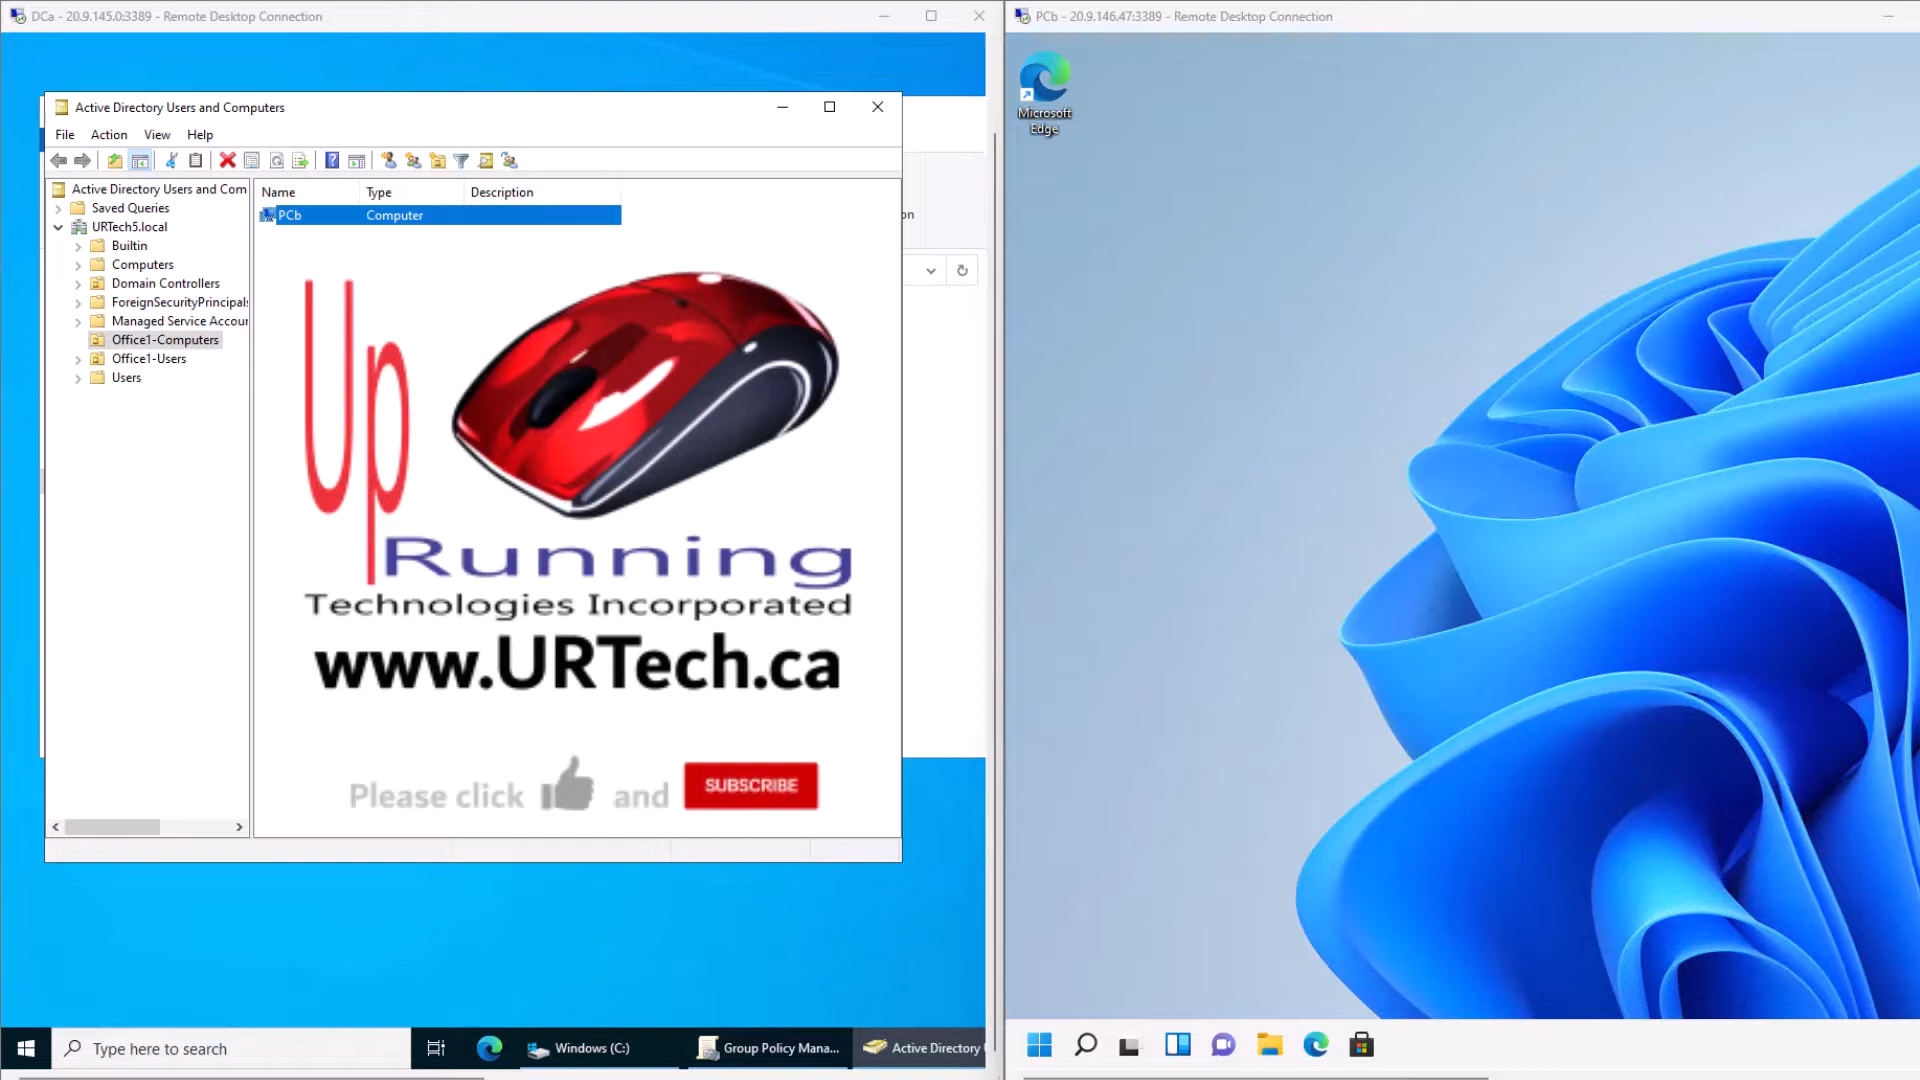 DCa - 20.9.145.0:3389 - Remote Desktop Connection
PCb - 20.9.146.47:3389 - Remote Desktop Connection
Microsoft
Edge
Active Directory Users and Computers
File Action View Help
Active Directory Users and Com
Saved Queries
URTech5.local
Builtin
Computers
Domain Controllers
ForeignSecurityPrincipals
Managed Service Accour
Office1-Computers
Office1-Users
Users
Name Type Description
PCb Computer
on
Up
Running
Technologies Incorporated
www.URTech.ca
Please click and SUBSCRIBE
Type here to search
Windows (C:)
Group Policy Mana...
Active Directory